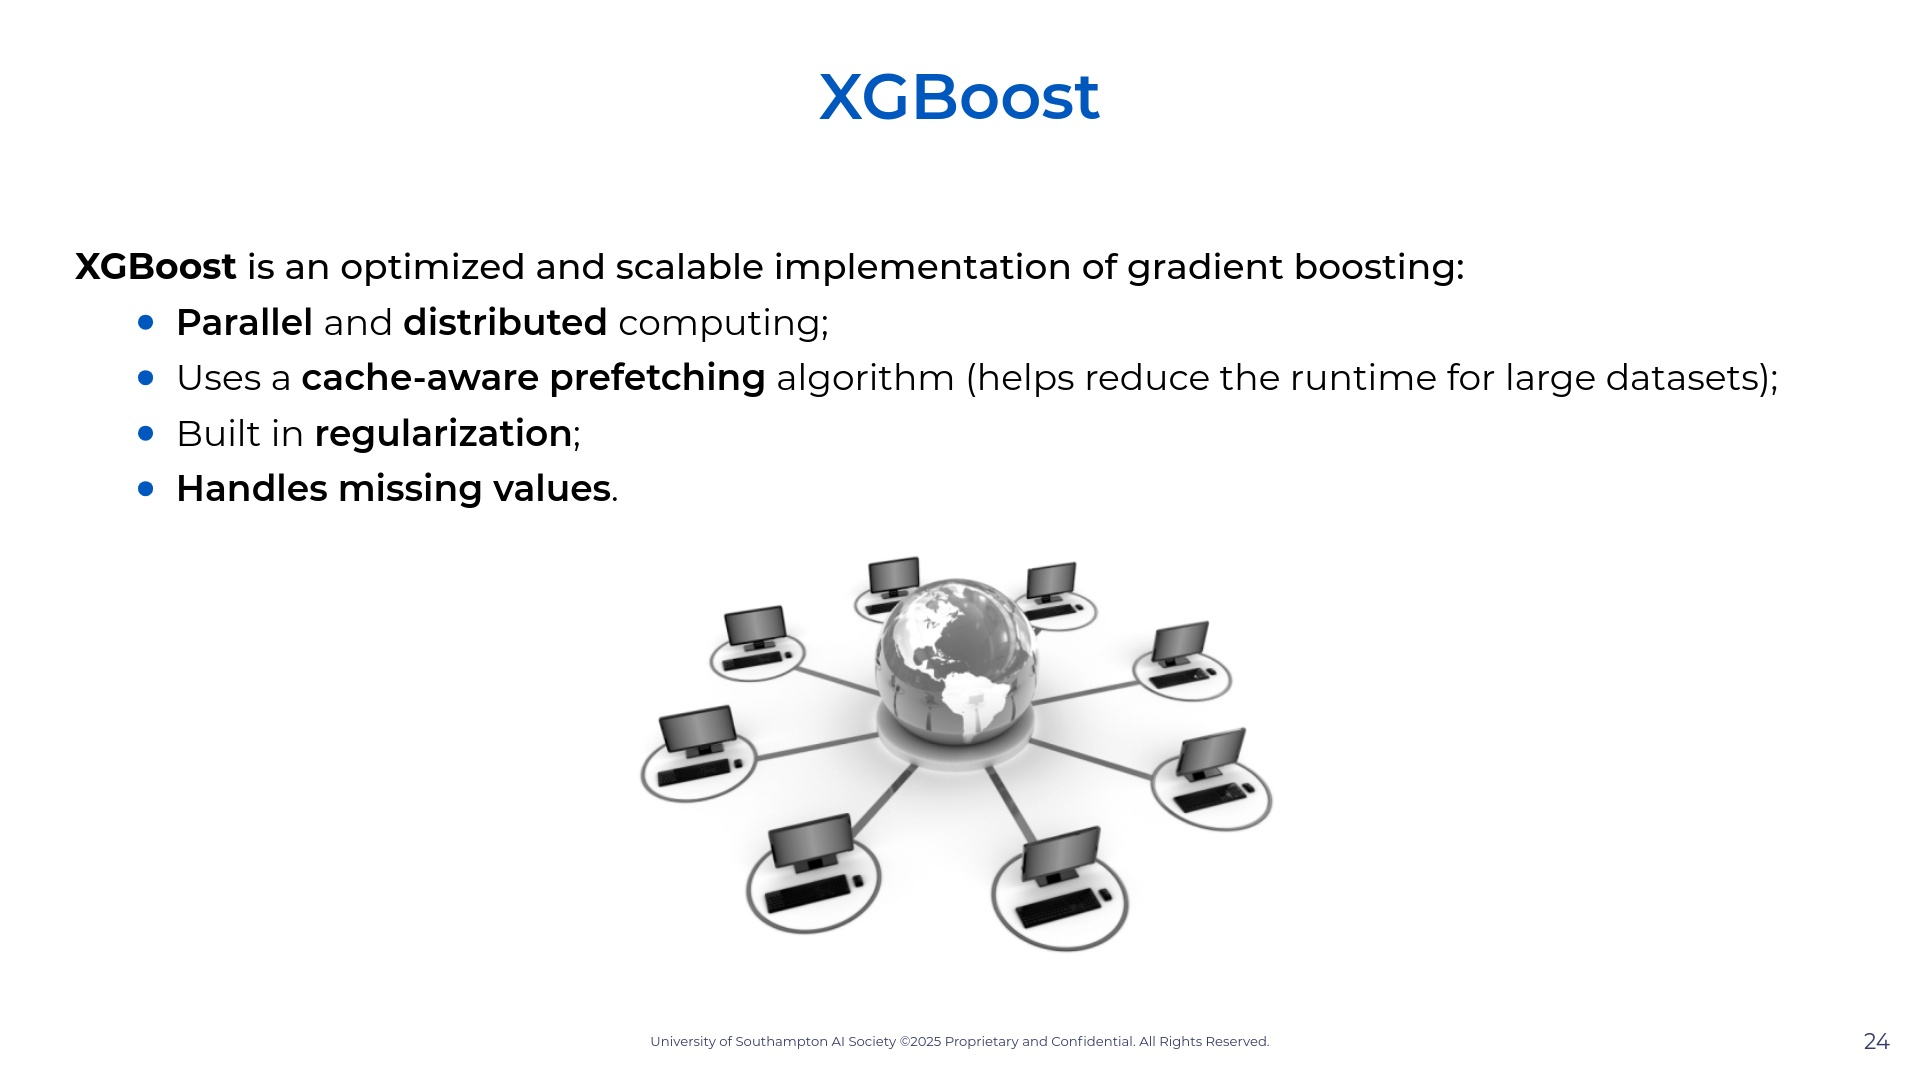 XGBoost
XGBoost is an optimized and scalable implementation of gradient boosting:
● Parallel and distributed computing;
● Uses a cache-aware prefetching algorithm (helps reduce the runtime for large datasets);
● Built in regularization;
● Handles missing values.
University of Southampton AI Society ©2025 Proprietary and Confidential. All Rights Reserved.
24